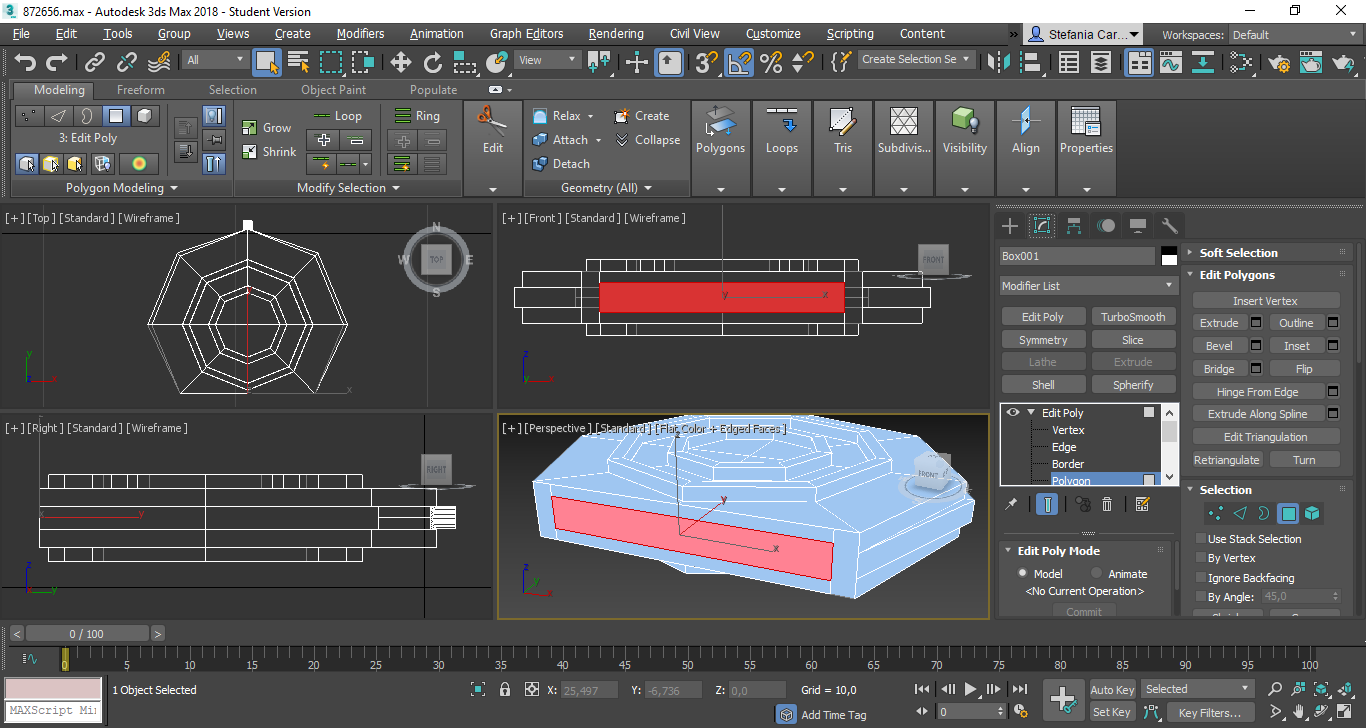 872656.max - Autodesk 3ds Max 2018 - Student Version
File Edit Tools Group Views Create Modifiers Animation Graph Editors Rendering Civil View Customize Scripting Content » Stefania Car... Workspaces: Default
All View Create Selection Se
Modeling Freeform Selection Object Paint Populate
3: Edit Poly
Polygon Modeling
Grow
Shrink
Loop
Ring
Modify Selection
Edit
Relax Create
Attach Collapse
Detach
Geometry (All)
Polygons Loops Tris Subdivis... Visibility Align Properties
[+] [Top] [Standard] [Wireframe]
N
W TOP E
S
y
x
[+] [Front] [Standard] [Wireframe]
FRONT
y z
z
y x
[+] [Right] [Standard] [Wireframe]
RIGHT
x y
z
y
[+] [Perspective] [Standard] [Flat Color + Edged Faces]
z
FRONT
y
x
z
y
x
Box001
Modifier List
Edit Poly TurboSmooth
Symmetry Slice
Lathe Extrude
Shell Spherify
Edit Poly
Vertex
Edge
Border
Polygon
Edit Poly Mode
Model Animate
<No Current Operation>
Commit
Soft Selection
Edit Polygons
Insert Vertex
Extrude Outline
Bevel Inset
Bridge Flip
Hinge From Edge
Extrude Along Spline
Edit Triangulation
Retriangulate Turn
Selection
Use Stack Selection
By Vertex
Ignore Backfacing
By Angle: 45,0
< 0 / 100 >
0 5 10 15 20 25 30 35 40 45 50 55 60 65 70 75 80 85 90 95 100
1 Object Selected X: 25,497 Y: -6,736 Z: 0,0 Grid = 10,0 Auto Key Selected
MAXScript Mi
Add Time Tag 0 Set Key Key Filters...